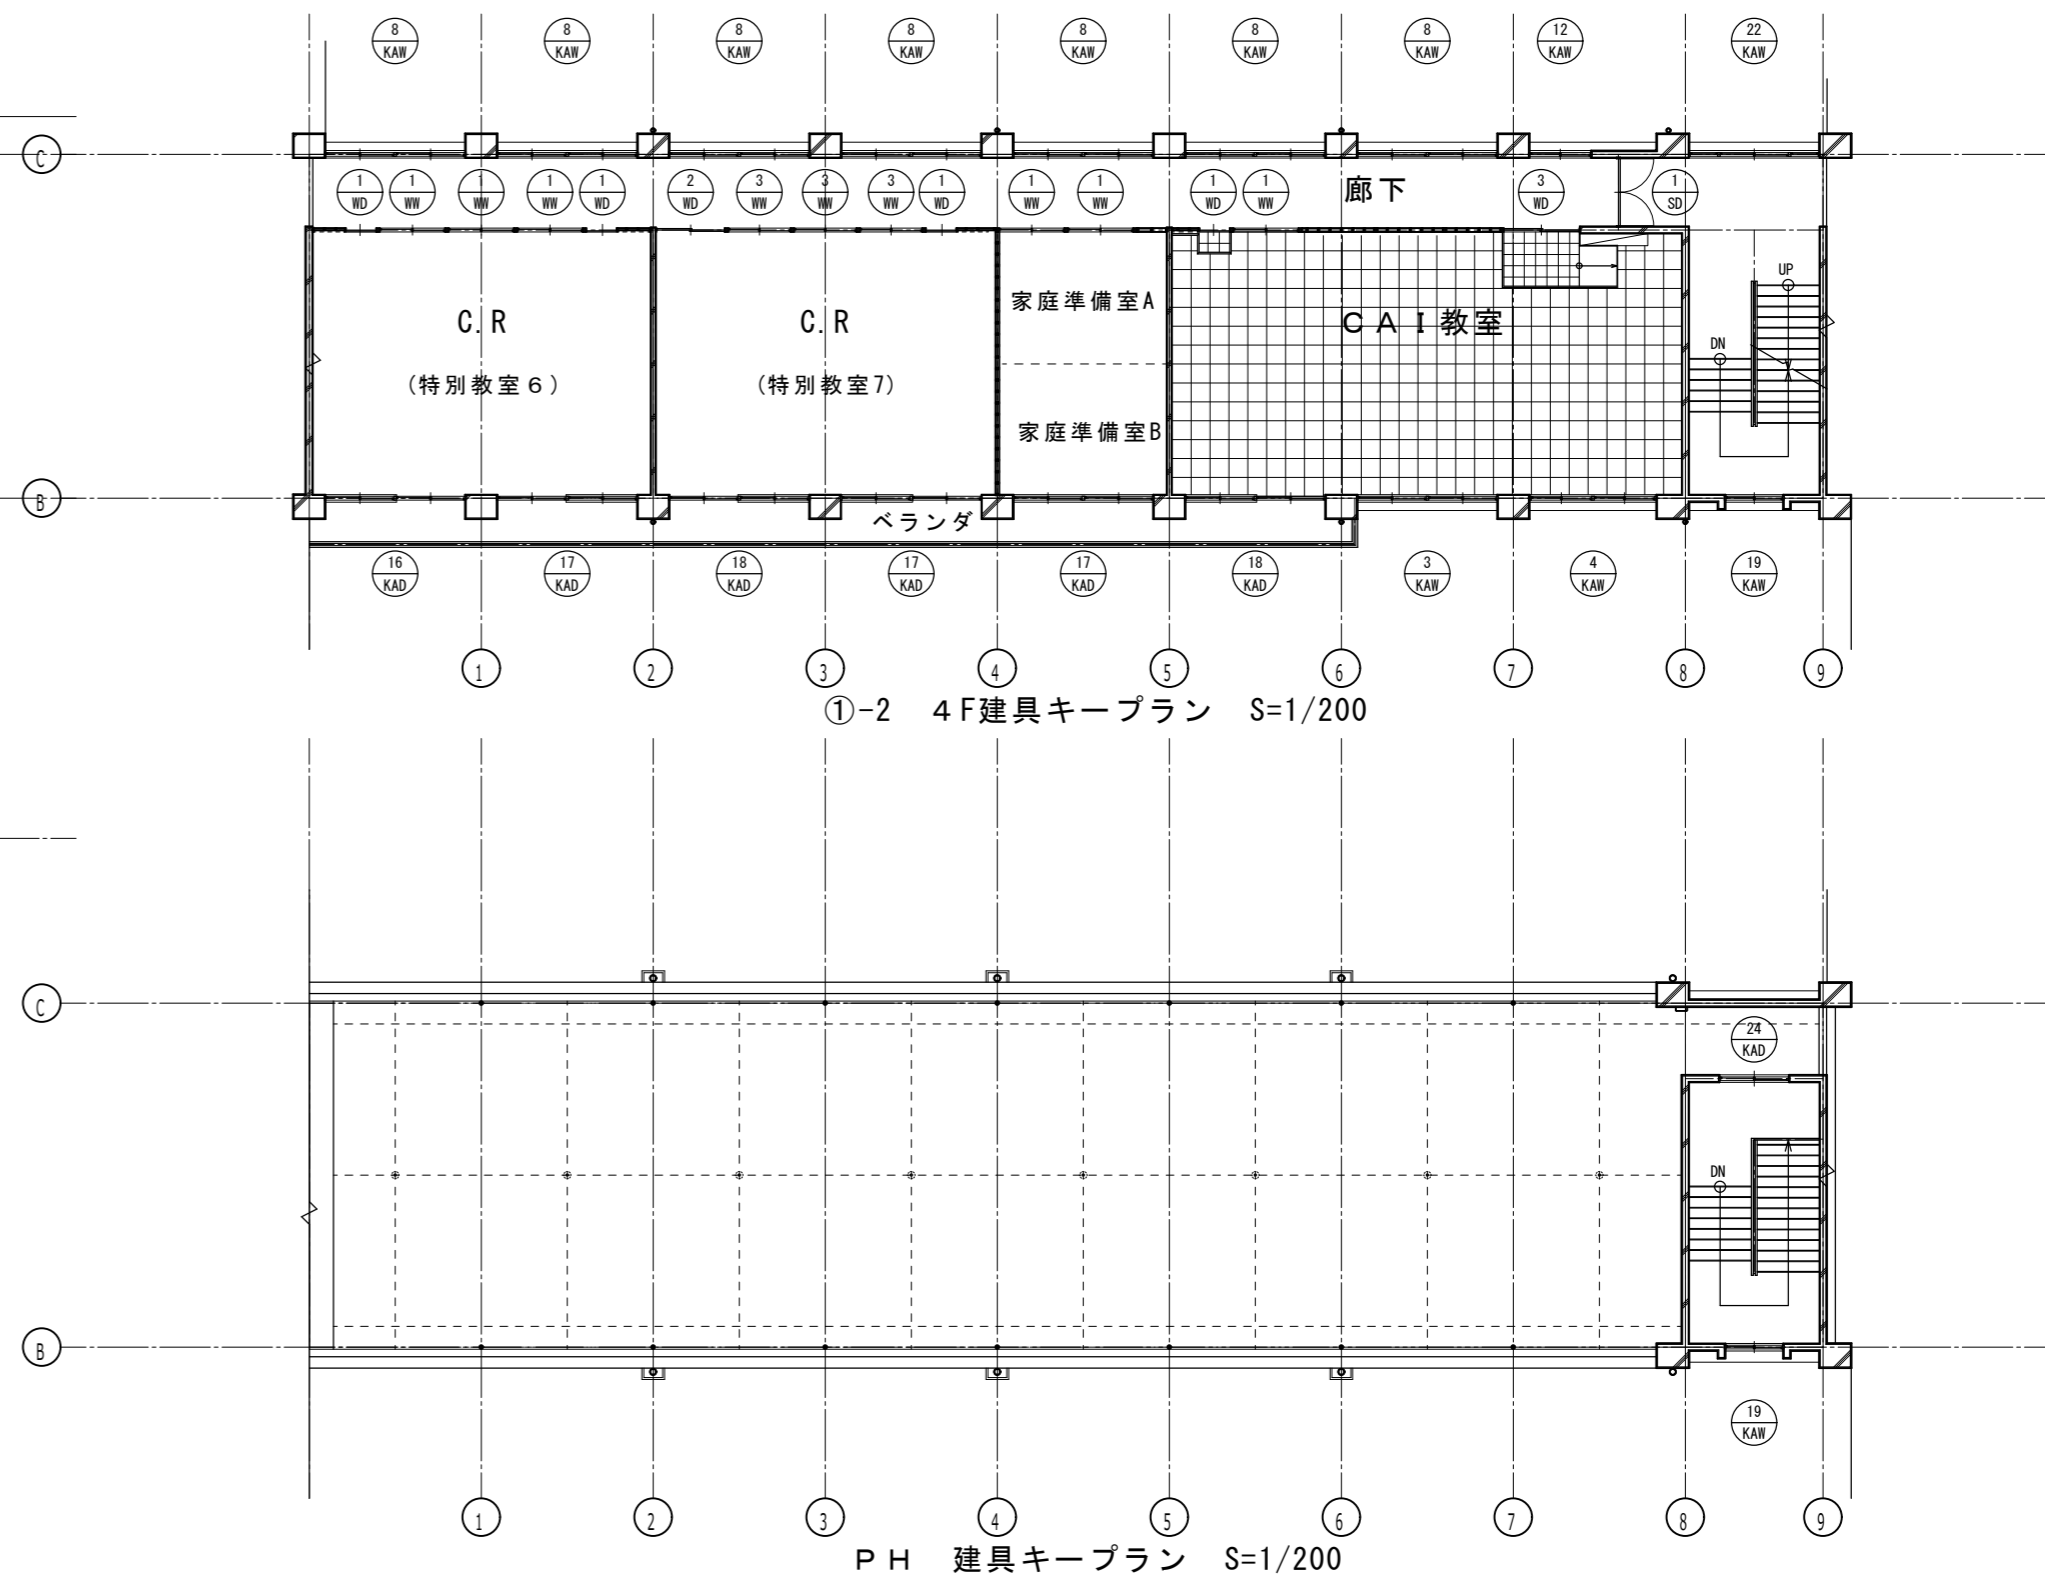 8 8 8 8 8 8 8 12 22
KAW KAW KAW KAW KAW KAW KAW KAW KAW
C
1 1 1 1 1 2 3 3 3 1 1 1 1 1 廊下 3 1
WD WW WW WW WD WD WW WW WW WD WW WW WD WW WD SD
家庭準備室A
UP
C.R C.R CAI教室
DN
(特別教室6) (特別教室7)
家庭準備室B
B
ベランダ
16 17 18 17 17 18 3 4 19
KAD KAD KAD KAD KAD KAD KAW KAW KAW
1 2 3 4 5 6 7 8 9
①-2 4F建具キープラン S=1/200
C
24
KAD
DN
B
19
KAW
1 2 3 4 5 6 7 8 9
PH 建具キープラン S=1/200